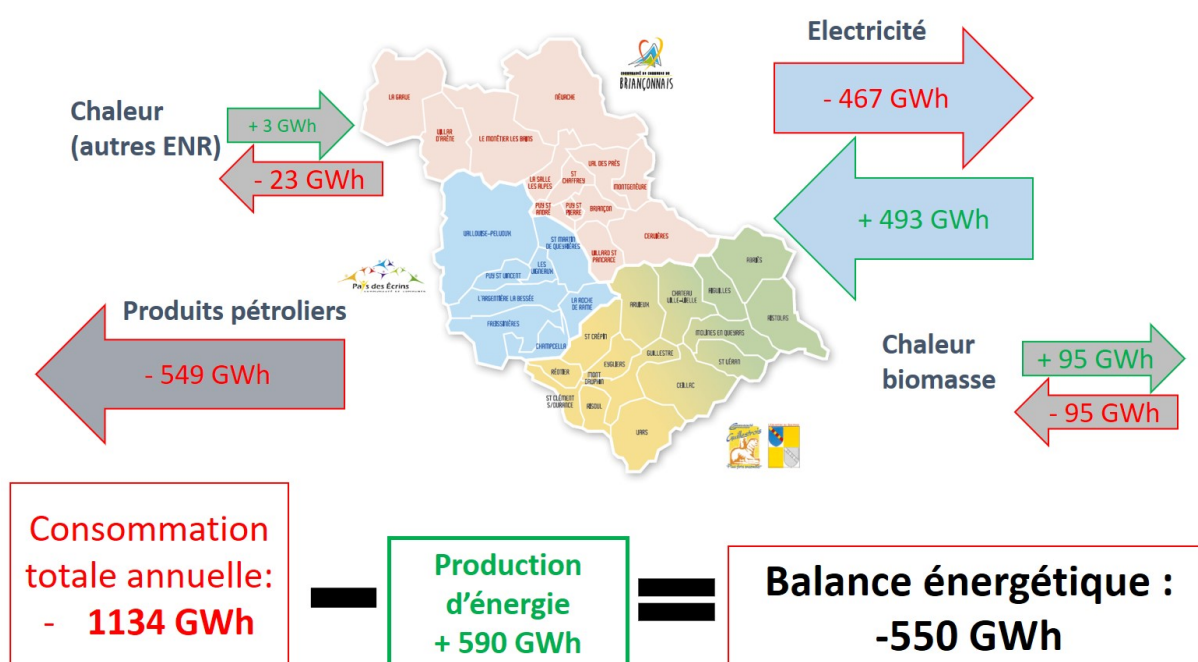 Electricité
- 467 GWh
+ 493 GWh
Chaleur
(autres ENR)
+ 3 GWh
- 23 GWh
Produits pétroliers
- 549 GWh
Chaleur
biomasse
+ 95 GWh
- 95 GWh
BRIANÇONNAIS
Pays des Écrins
LA GRAVE
NÉVACHE
VILLAR
D'ARÊNE
LE MONÊTIER LES BAINS
VAL DES PRÉS
LA SALLE
LES ALPES
ST
CHAFFREY
MONTGENÈVRE
PUY ST
ANDRÉ
PUY ST
PIERRE
BRIANÇON
CERVIÈRES
VILLARD ST
PANCRACE
VALLOUISE-PELVOUX
ST MARTIN
DE QUEYRIÈRES
LES
VIGNEAUX
PUY ST VINCENT
L'ARGENTIÈRE LA BESSÉE
LA ROCHE
DE RAME
FREISSINIÈRES
CHAMPCELLA
ARVIEUX
CHATEAU
VILLE-VIEILLE
AIGUILLES
ABRIÈS
RISTOLAS
MOLINES EN QUEYRAS
ST VÉRAN
ST CRÉPIN
GUILLESTRE
EYGLIERS
RÉOTIER
MONT
DAUPHIN
CEILLAC
ST CLÉMENT
S/DURANCE
RISOUL
VARS
Consommation
totale annuelle:
- 1134 GWh
Production
d'énergie
+ 590 GWh
Balance énergétique :
-550 GWh